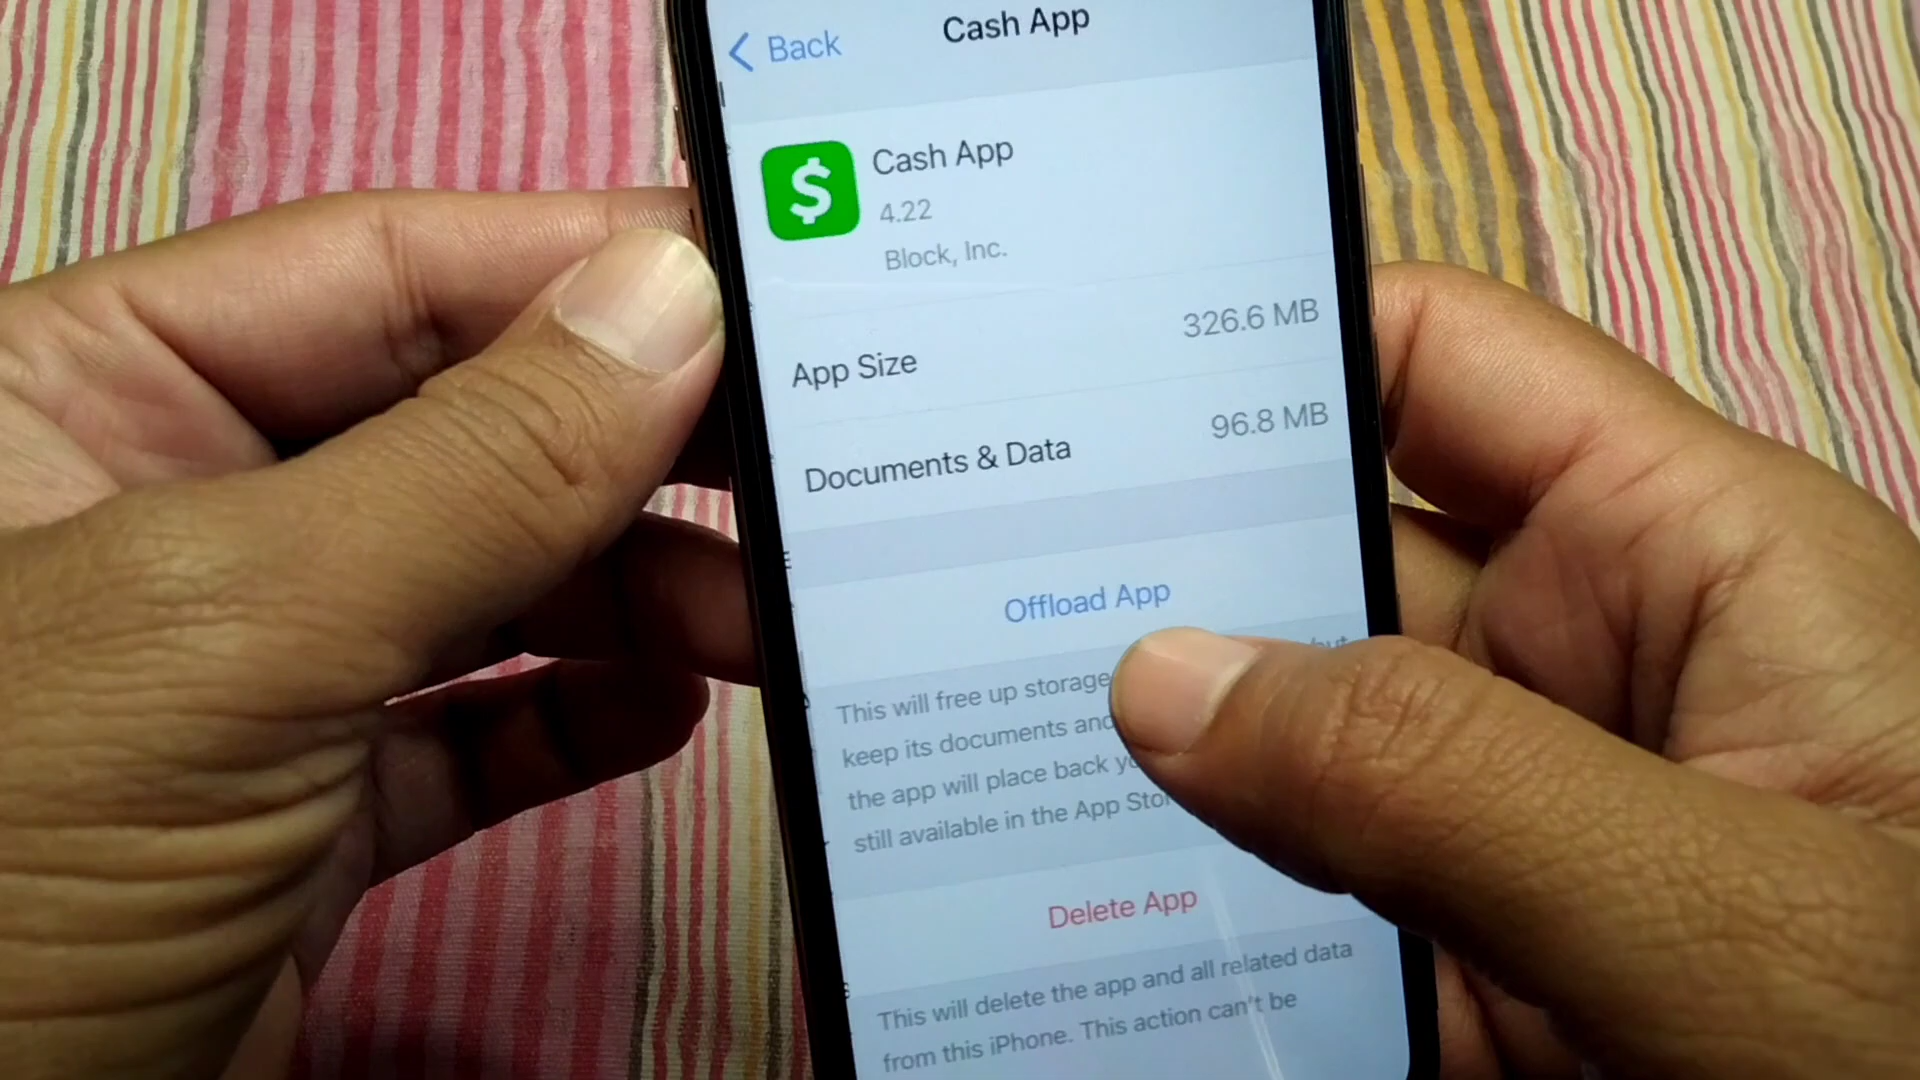 Back
Cash App
$
Cash App
4.22
Block, Inc.
App Size
326.6 MB
Documents & Data
96.8 MB
Offload App
This will free up storage but
keep its documents and
the app will place back
still available in the App
Delete App
This will delete the app and all related data
from this iPhone. This action can't be